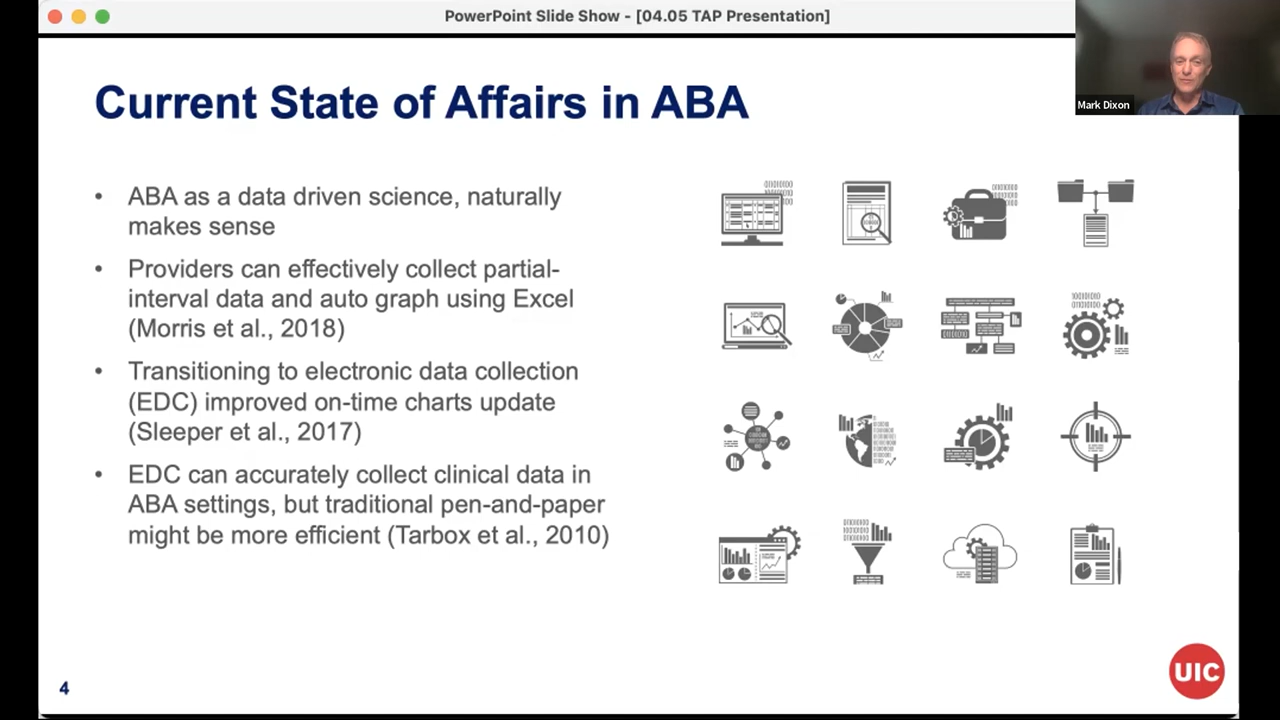 PowerPoint Slide Show - [04.05 TAP Presentation]
Mark Dixon
Current State of Affairs in ABA
• ABA as a data driven science, naturally
makes sense
• Providers can effectively collect partial-
interval data and auto graph using Excel
(Morris et al., 2018)
• Transitioning to electronic data collection
(EDC) improved on-time charts update
(Sleeper et al., 2017)
• EDC can accurately collect clinical data in
ABA settings, but traditional pen-and-paper
might be more efficient (Tarbox et al., 2010)
4
UIC